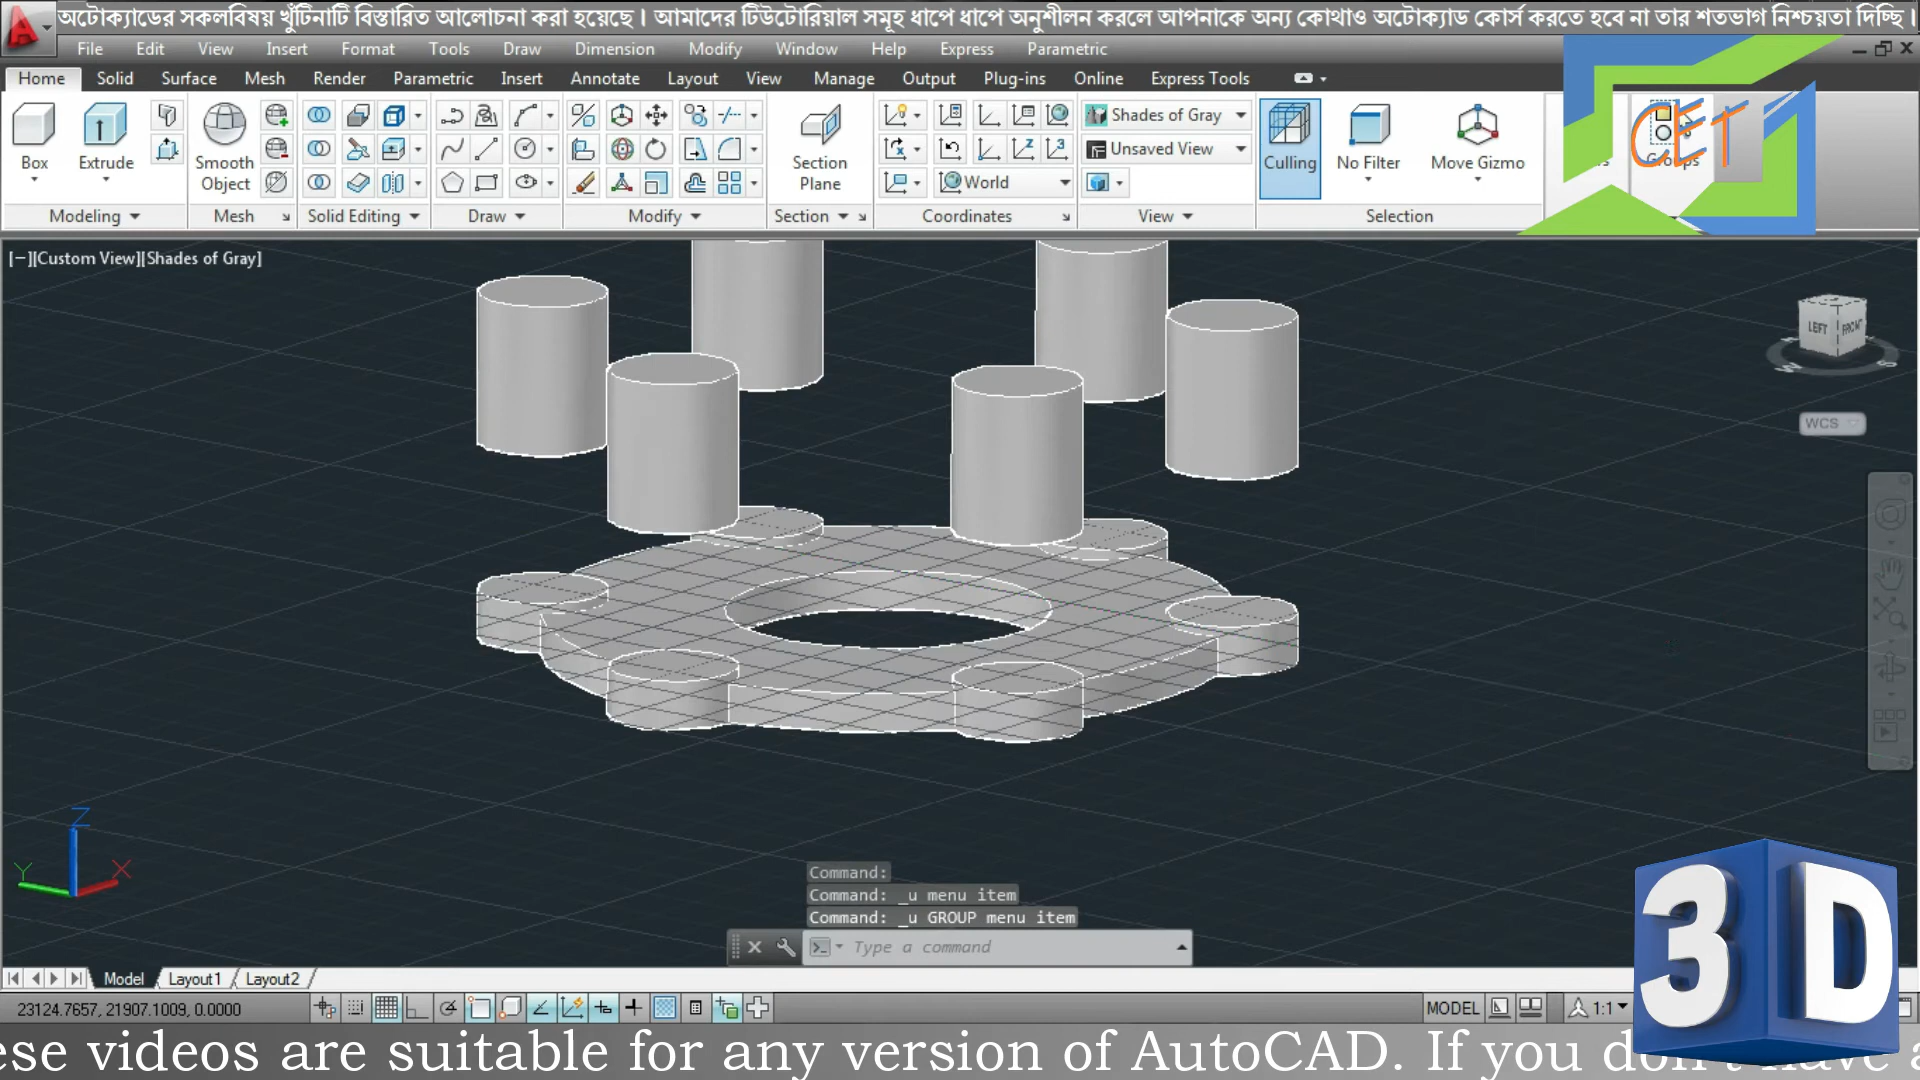 অটোক্যাডের সকলবিষয় খুঁটিনাটি বিস্তারিত আলোচনা করা হয়েছে। আমাদের টিউটোরিয়াল সমূহ ধাপে ধাপে অনুশীলন করলে আপনাকে অন্য কোথাও অটোক্যাড কোর্স করতে হবে না তার শতভাগ নিশ্চয়তা দিচ্ছি।
File Edit View Insert Format Tools Draw Dimension Modify Window Help Express Parametric
Home Solid Surface Mesh Render Parametric Insert Annotate Layout View Manage Output Plug-ins Online Express Tools
Shades of Gray
Unsaved View
World
Box Extrude Smooth Object Section Plane Culling No Filter Move Gizmo Groups
CET
Modeling Mesh Solid Editing Draw Modify Section Coordinates View Selection
[−][Custom View][Shades of Gray]
LEFT FRONT
W S
WCS
Z
Y X
Command:
Command: _u menu item
Command: _u GROUP menu item
Type a command
Model Layout1 Layout2
23124.7657, 21907.1009, 0.0000
MODEL 1:1
3D
ese videos are suitable for any version of AutoCAD. If you don't have a